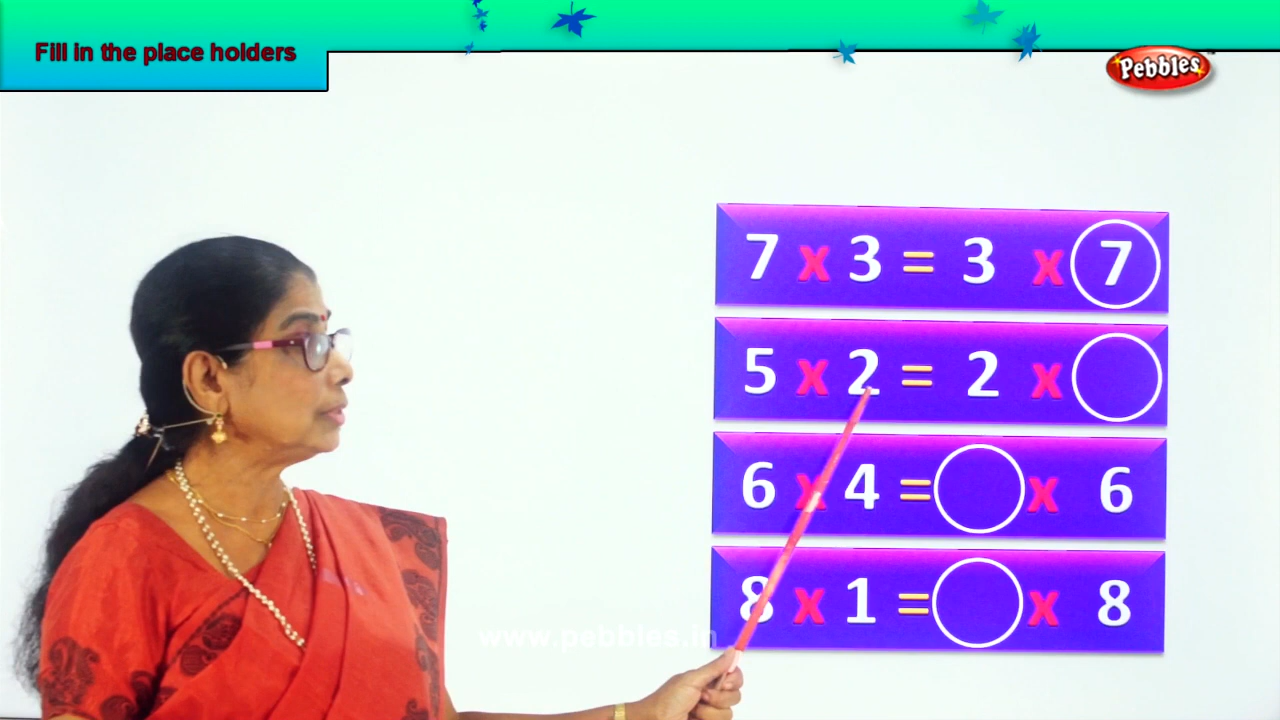 Fill in the place holders
Pebbles
7 x 3 = 3 x 7
5 x 2 = 2 x
6 x 4 = x 6
8 x 1 = x 8
www.pebbles.in